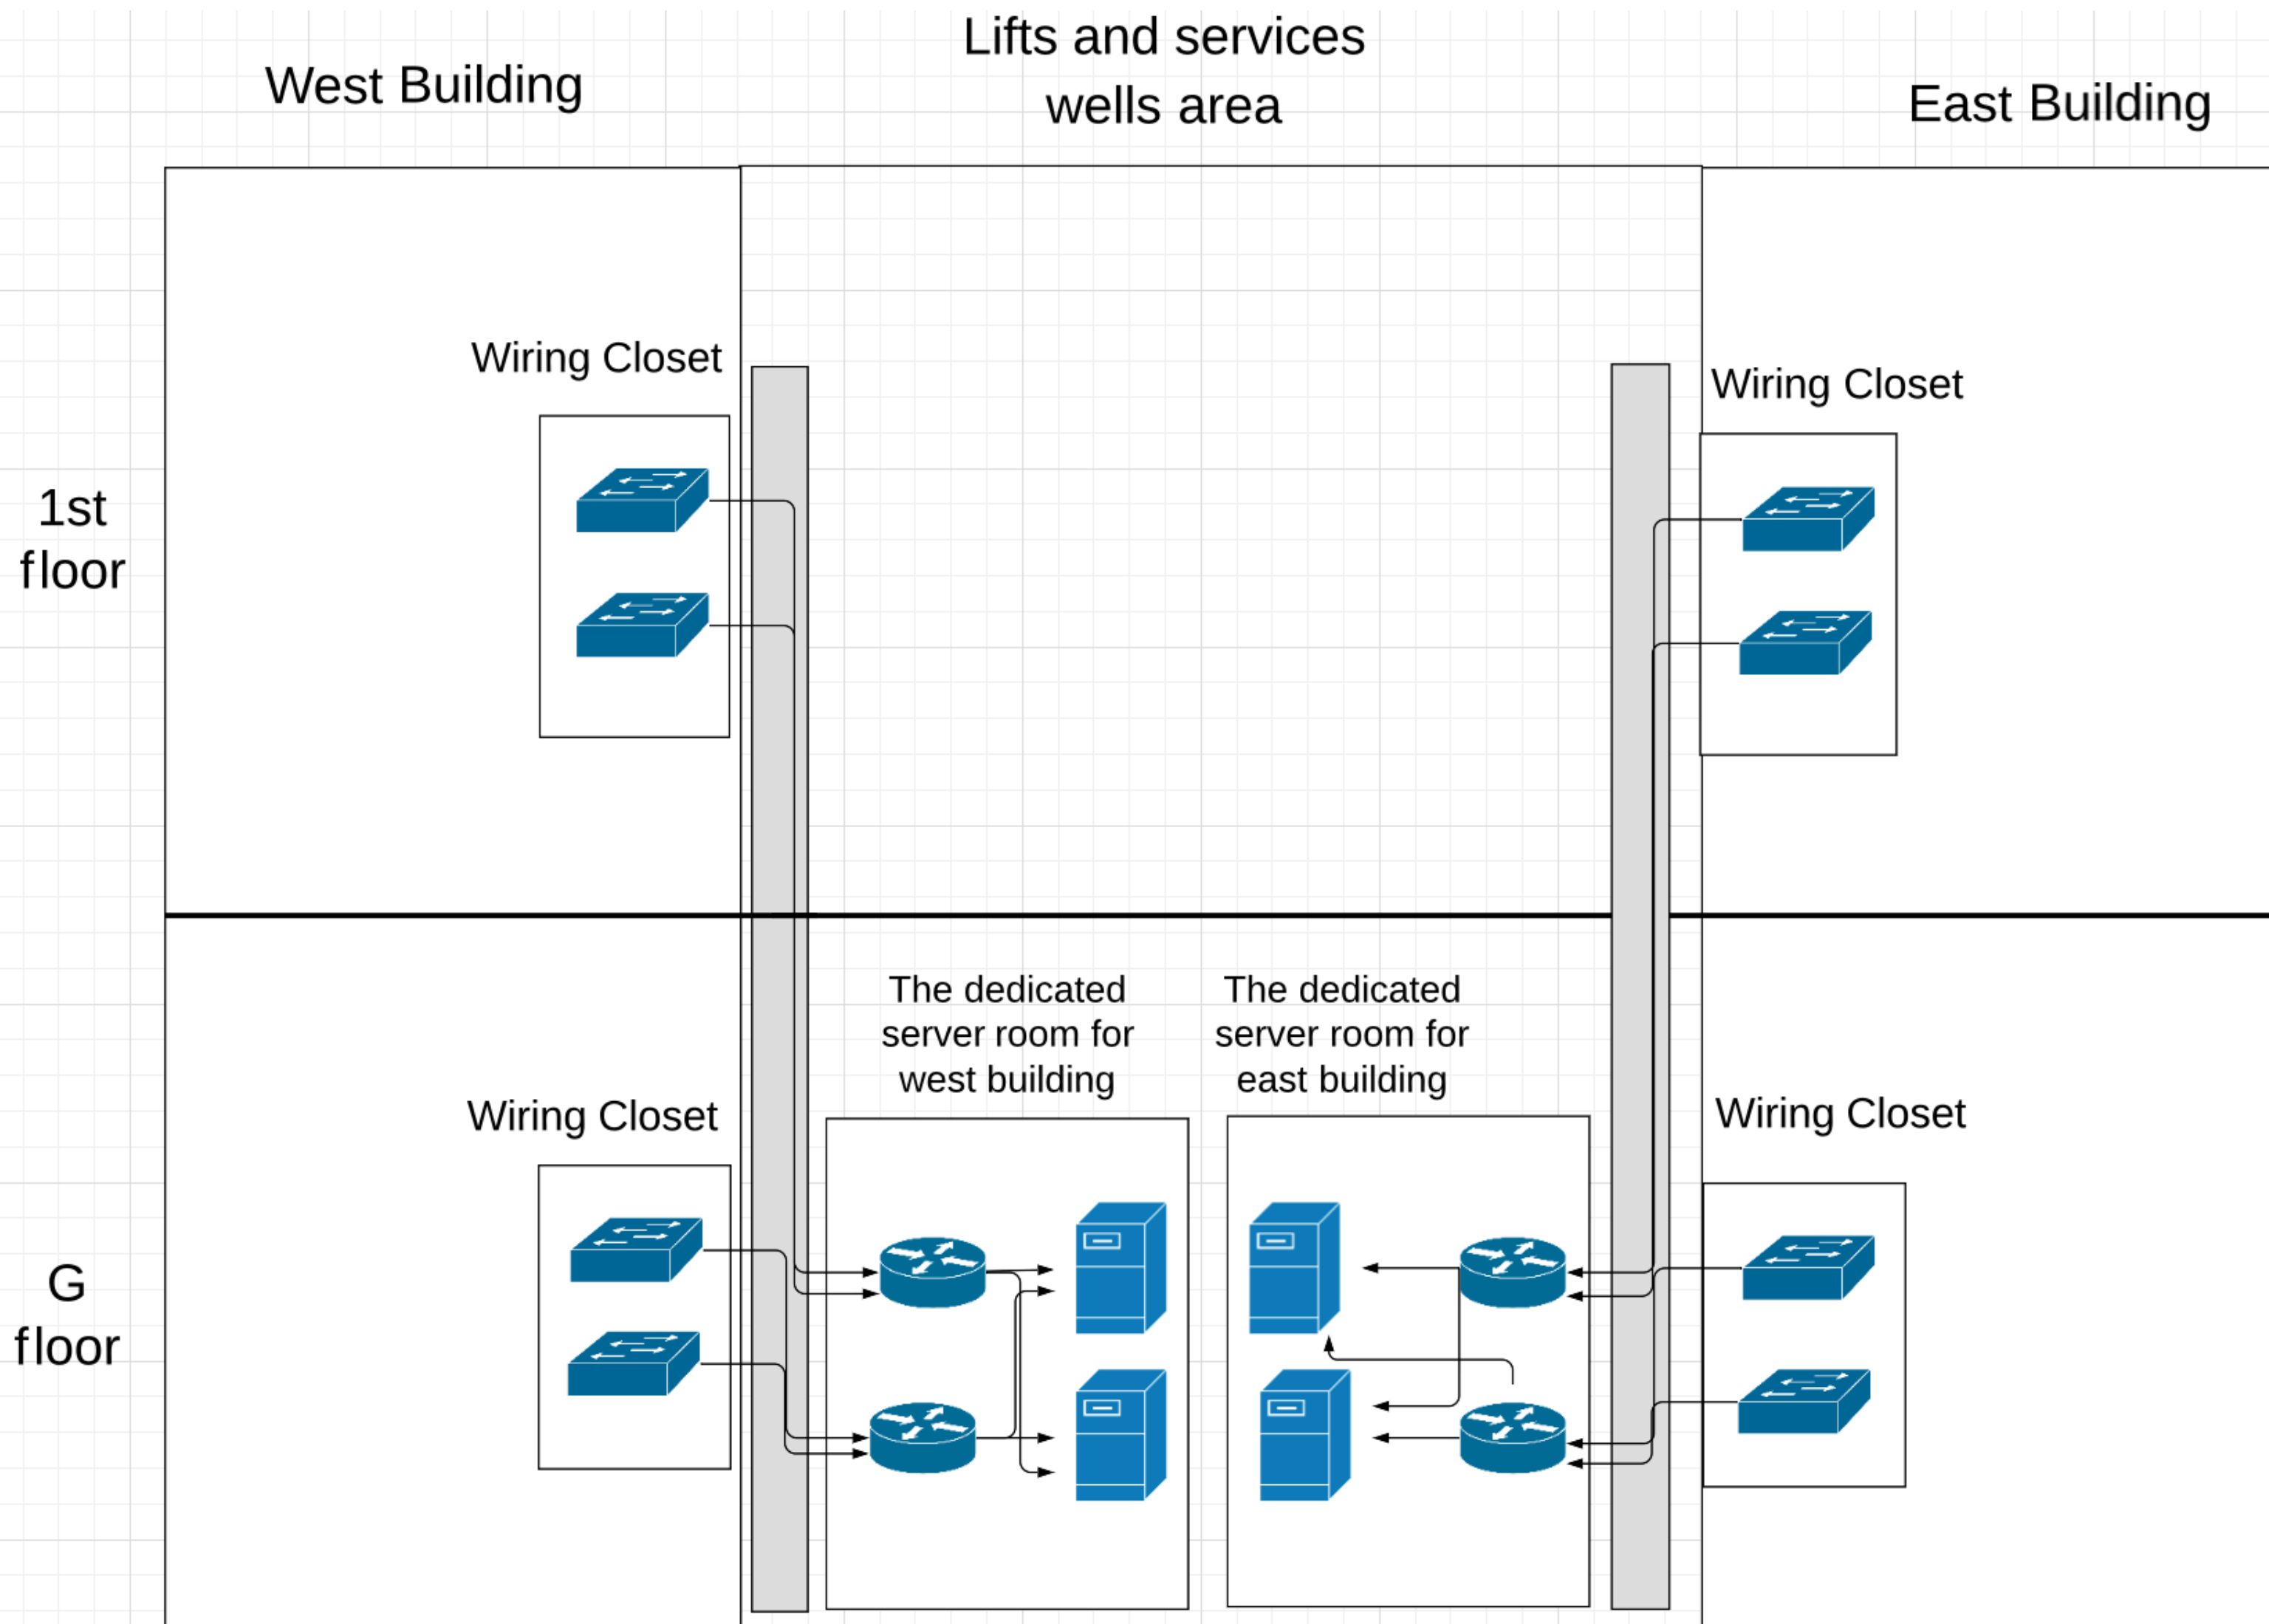 Lifts and services
wells area
West Building
East Building
Wiring Closet
Wiring Closet
1st
floor
The dedicated
server room for
west building
The dedicated
server room for
east building
Wiring Closet
Wiring Closet
G
floor